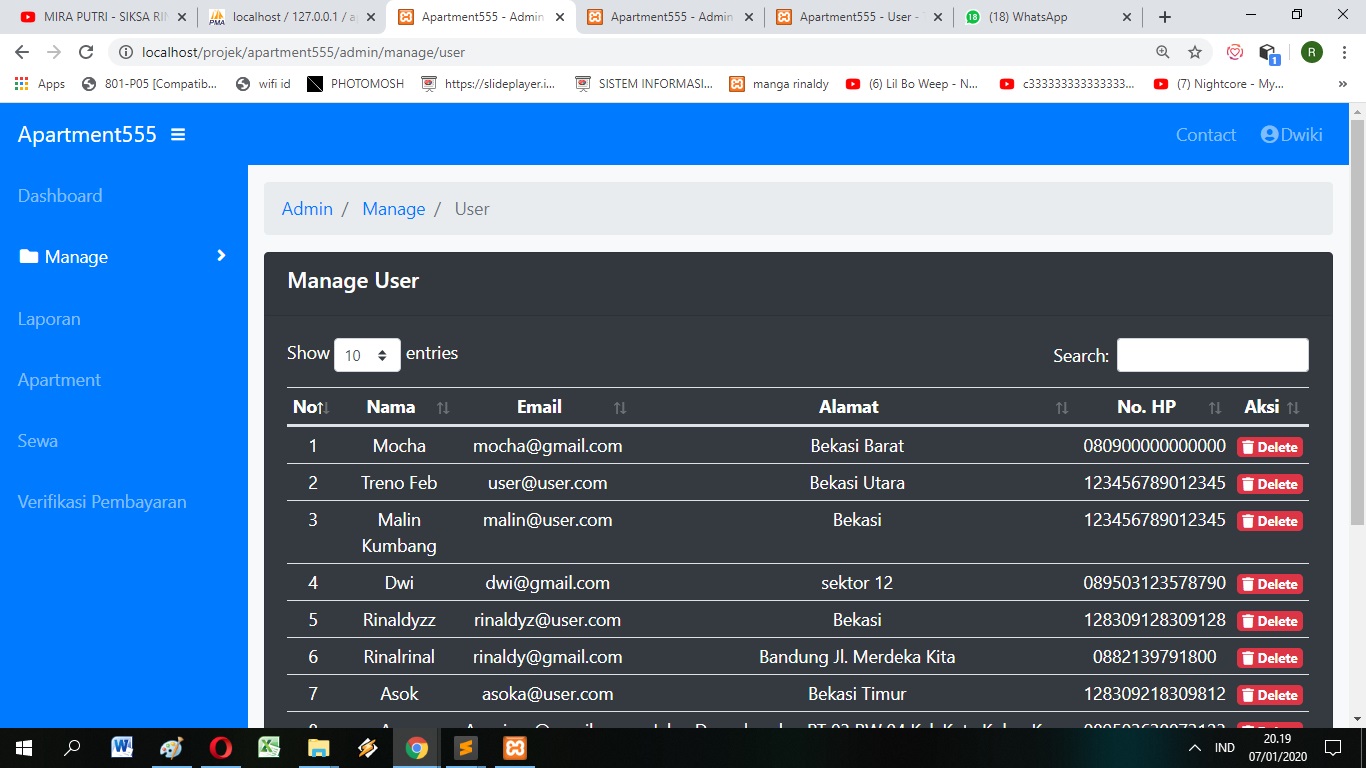 MIRA PUTRI - SIKSA RIN
localhost / 127.0.0.1 / a
Apartment555 - Admin
Apartment555 - Admin
Apartment555 - User -
(18) WhatsApp
localhost/projek/apartment555/admin/manage/user
R
Apps
801-P05 [Compatib...
wifi id
PHOTOMOSH
https://slideplayer.i...
SISTEM INFORMASI...
manga rinaldy
(6) Lil Bo Weep - N...
c333333333333333...
(7) Nightcore - My...
Apartment555
Contact
Dwiki
Dashboard
Manage
Laporan
Apartment
Sewa
Verifikasi Pembayaran
Admin / Manage / User
Manage User
Show 10 entries
Search:
No Nama Email Alamat No. HP Aksi
1 Mocha mocha@gmail.com Bekasi Barat 080900000000000 Delete
2 Treno Feb user@user.com Bekasi Utara 123456789012345 Delete
3 Malin Kumbang malin@user.com Bekasi 123456789012345 Delete
4 Dwi dwi@gmail.com sektor 12 089503123578790 Delete
5 Rinaldyzz rinaldyz@user.com Bekasi 128309128309128 Delete
6 Rinalrinal rinaldy@gmail.com Bandung Jl. Merdeka Kita 0882139791800 Delete
7 Asok asoka@user.com Bekasi Timur 128309218309812 Delete
IND
20.19
07/01/2020